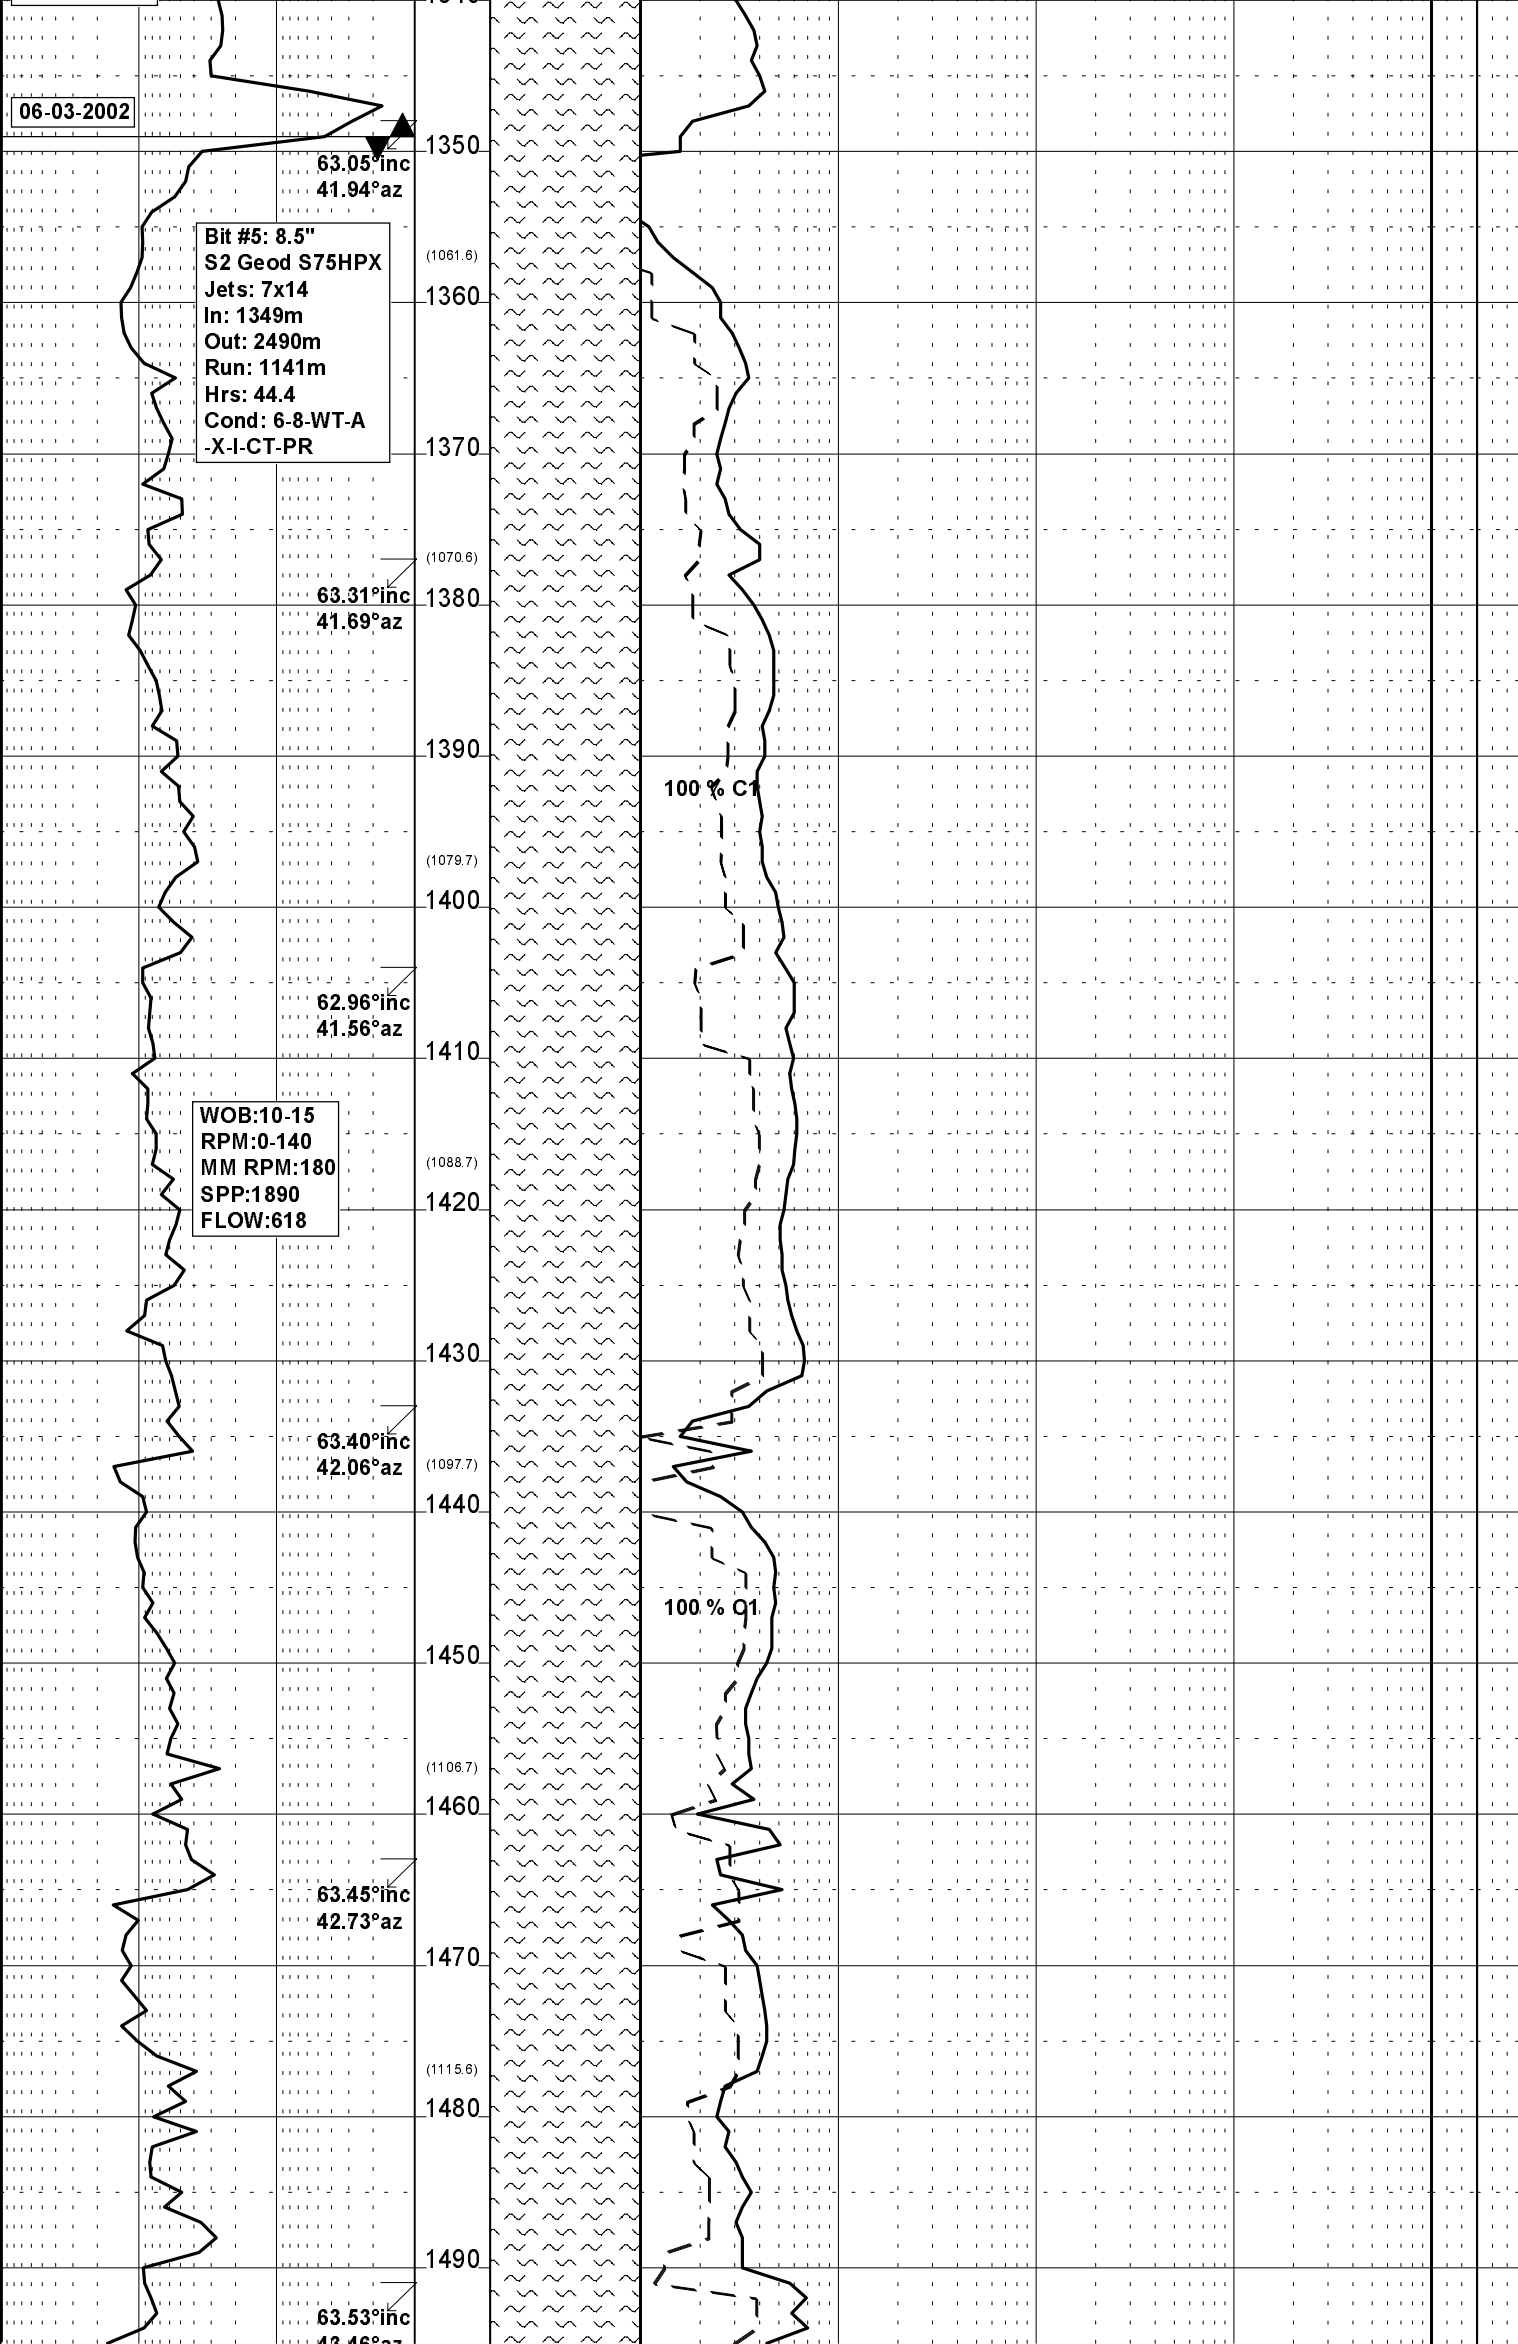 06-03-2002
1350
63.05°inc
41.94°az
Bit #5: 8.5"
S2 Geod S75HPX
Jets: 7x14
In: 1349m
Out: 2490m
Run: 1141m
Hrs: 44.4
Cond: 6-8-WT-A
-X-I-CT-PR
(1061.6)
1360
1370
(1070.6)
63.31°inc
41.69°az
1380
1390
100 % C1
(1079.7)
1400
62.96°inc
41.56°az
1410
WOB:10-15
RPM:0-140
MM RPM:180
SPP:1890
FLOW:618
(1088.7)
1420
1430
63.40°inc
42.06°az
(1097.7)
1440
100 % C1
1450
(1106.7)
1460
63.45°inc
42.73°az
1470
(1115.6)
1480
1490
63.53°inc